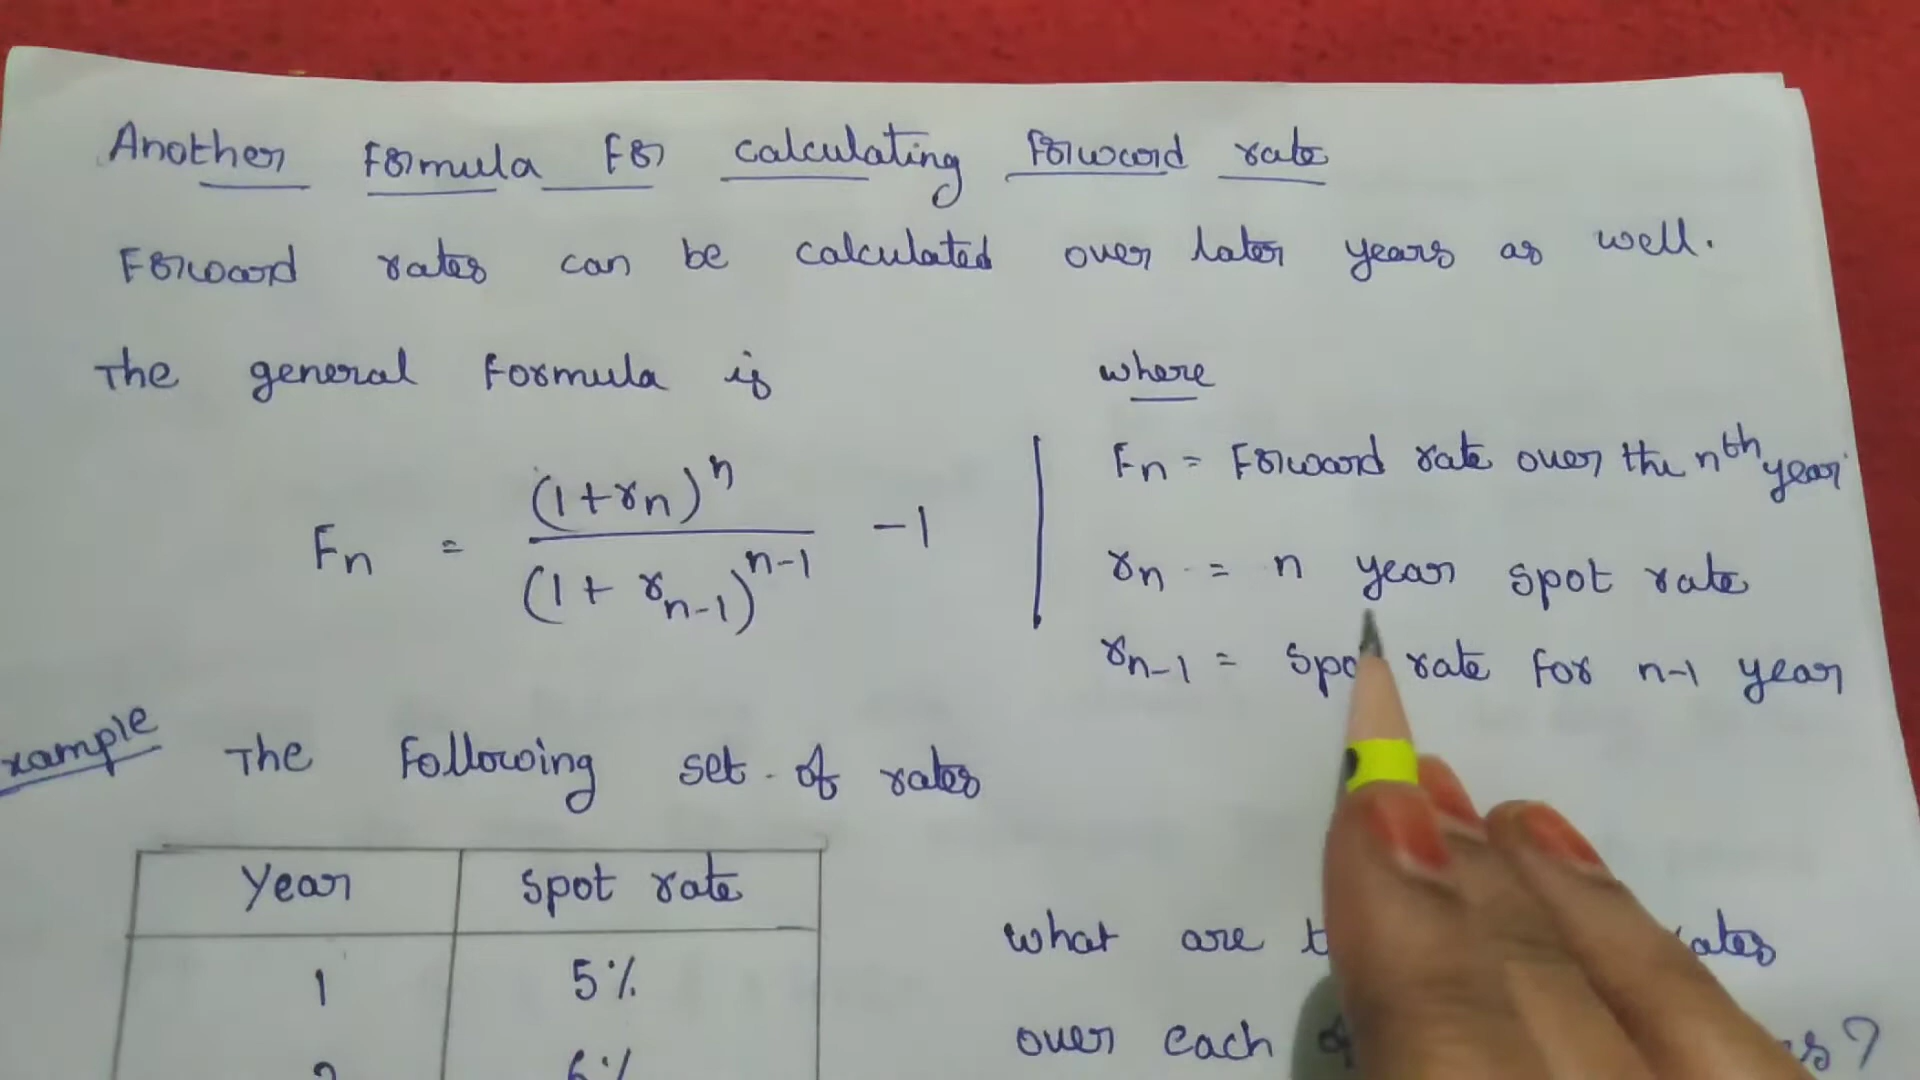 Another Formula For calculating Forward rate
Forward rates can be calculated over later years as well.
The general Formula is
Fn = (1+rn)^n / (1+rn-1)^n-1 -1
where
Fn = Forward rate over the nth year
rn = n year spot rate
rn-1 = spot rate for n-1 year
xample The Following set of rates
Year Spot rate
1 5%
2 6%
what are
over each